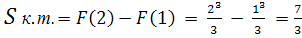 S к.т. = F(2) − F(1) = 2³/3 − 1³/3 = 7/3